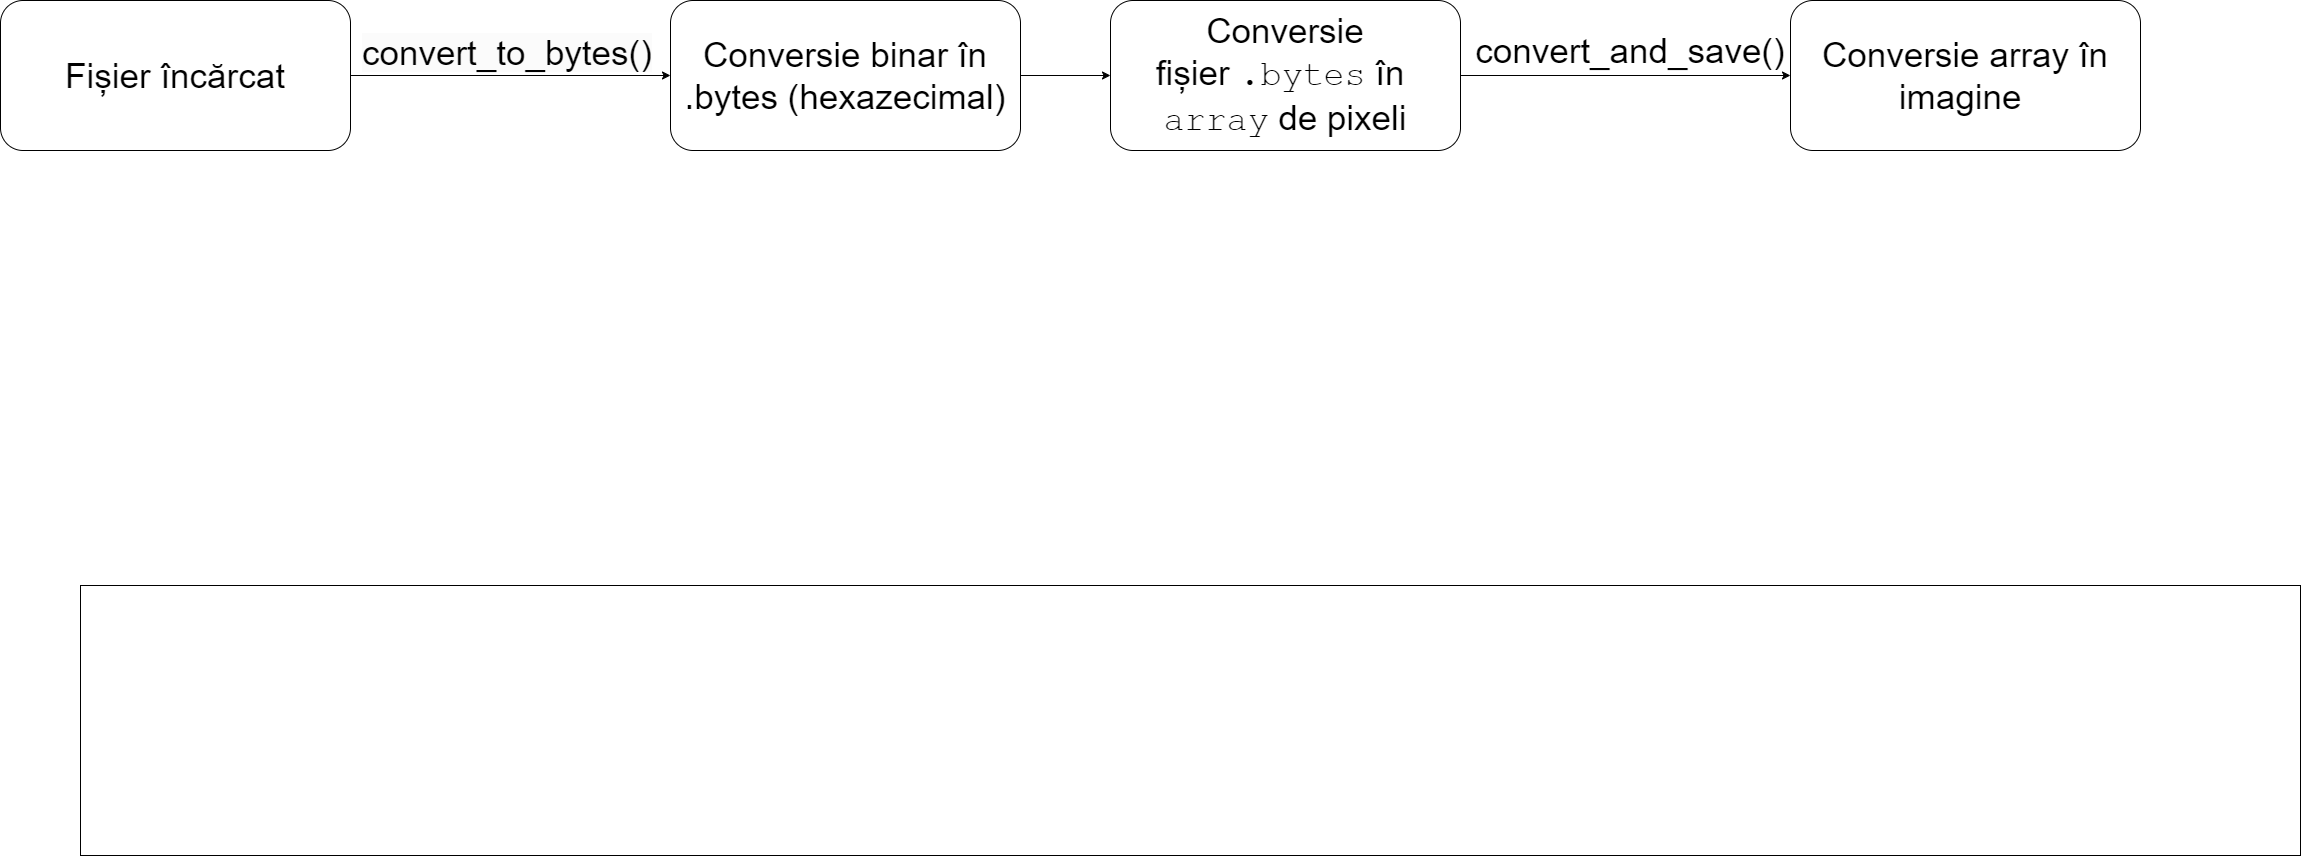 Fișier încărcat
convert_to_bytes()
Conversie binar în
.bytes (hexazecimal)
Conversie
fișier .bytes în
array de pixeli
convert_and_save()
Conversie array în
imagine